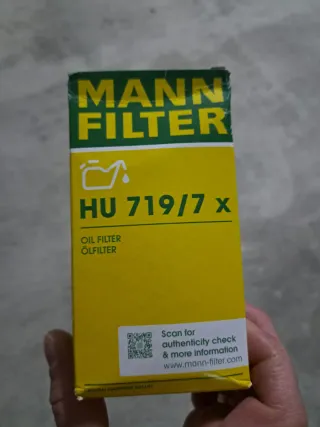 MANN
FILTER
HU 719/7 x
OIL FILTER
ÖLFILTER
Scan for
authenticity check
& more information
www.mann-filter.com